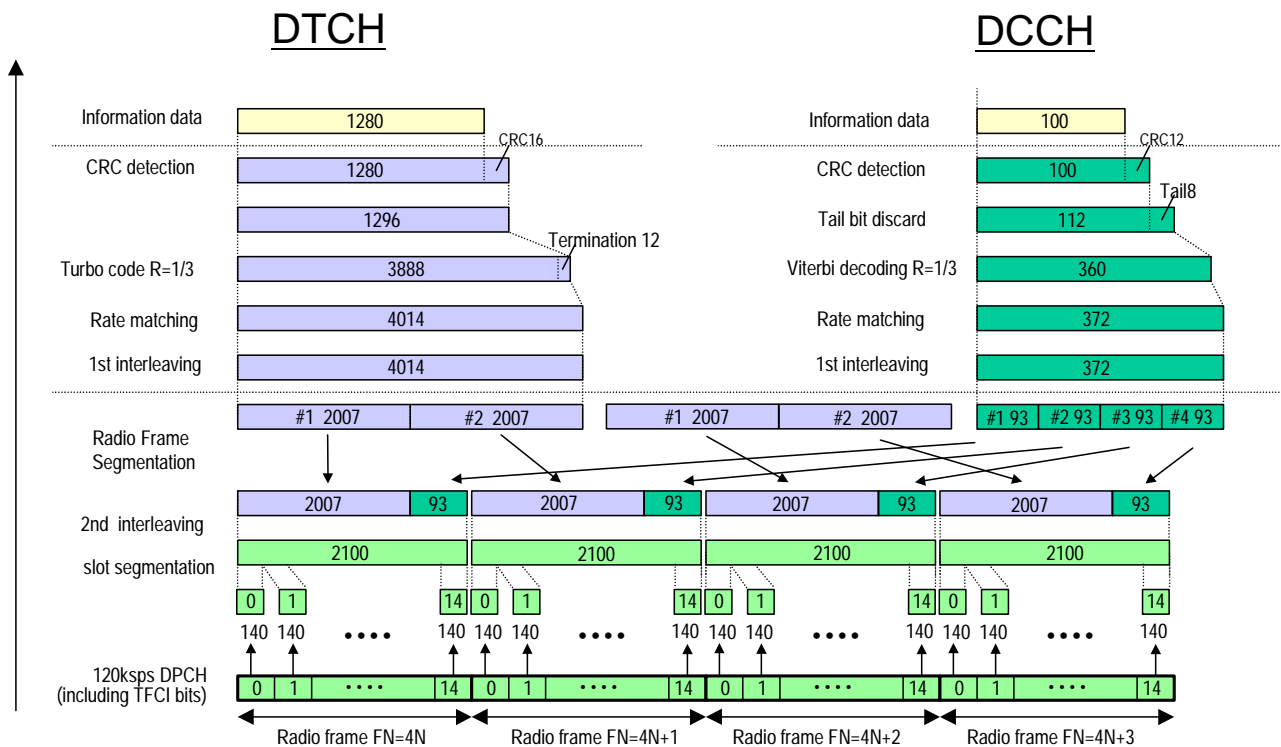 DTCH DCCH
Information data 1280 Information data 100
CRC16 CRC12
CRC detection 1280 CRC detection 100
Tail8
1296 Tail bit discard 112
Termination 12
Turbo code R=1/3 3888 Viterbi decoding R=1/3 360
Rate matching 4014 Rate matching 372
1st interleaving 4014 1st interleaving 372
#1 2007 #2 2007 #1 2007 #2 2007 #1 93 #2 93 #3 93 #4 93
Radio Frame
Segmentation
2007 93 2007 93 2007 93 2007 93
2nd interleaving
2100 2100 2100 2100
slot segmentation
0 1 14 0 1 14 0 1 14 0 1 14
140 140 •••• 140 140 140 •••• 140 140 140 •••• 140 140 140 •••• 140
120ksps DPCH
(including TFCI bits)
0 1 •••• 14 0 1 •••• 14 0 1 •••• 14 0 1 •••• 14
Radio frame FN=4N Radio frame FN=4N+1 Radio frame FN=4N+2 Radio frame FN=4N+3